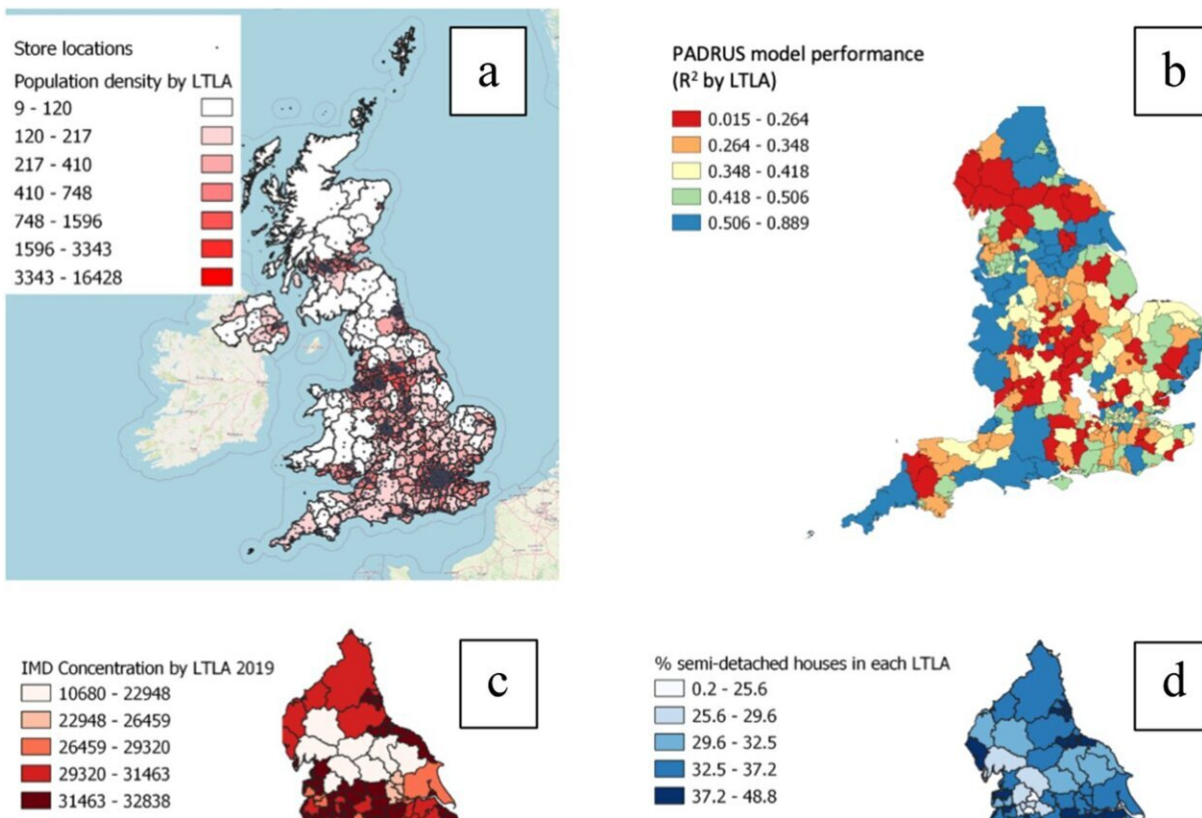 Store locations
Population density by LTLA
9 - 120
120 - 217
217 - 410
410 - 748
748 - 1596
1596 - 3343
3343 - 16428
a
PADRUS model performance
(R² by LTLA)
0.015 - 0.264
0.264 - 0.348
0.348 - 0.418
0.418 - 0.506
0.506 - 0.889
b
IMD Concentration by LTLA 2019
10680 - 22948
22948 - 26459
26459 - 29320
29320 - 31463
31463 - 32838
c
% semi-detached houses in each LTLA
0.2 - 25.6
25.6 - 29.6
29.6 - 32.5
32.5 - 37.2
37.2 - 48.8
d